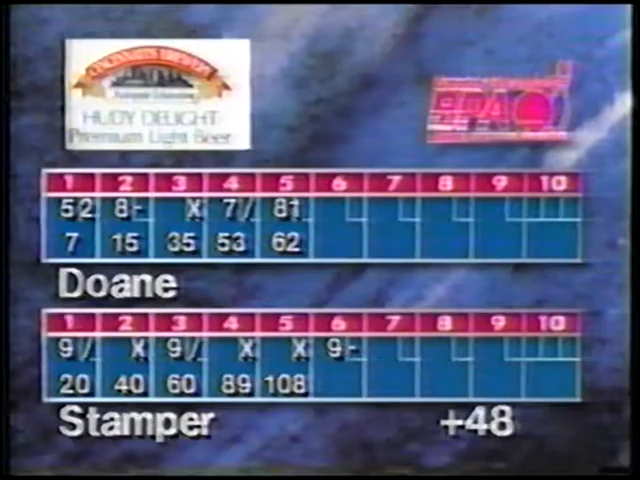 CINCINNATI'S BREWERY
HUDY DELIGHT
Premium Light Beer
1 2 3 4 5 6 7 8 9 10
52 8- X 7/ 81
7 15 35 53 62
Doane
1 2 3 4 5 6 7 8 9 10
9/ X 9/ X X 9-
20 40 60 89 108
Stamper +48